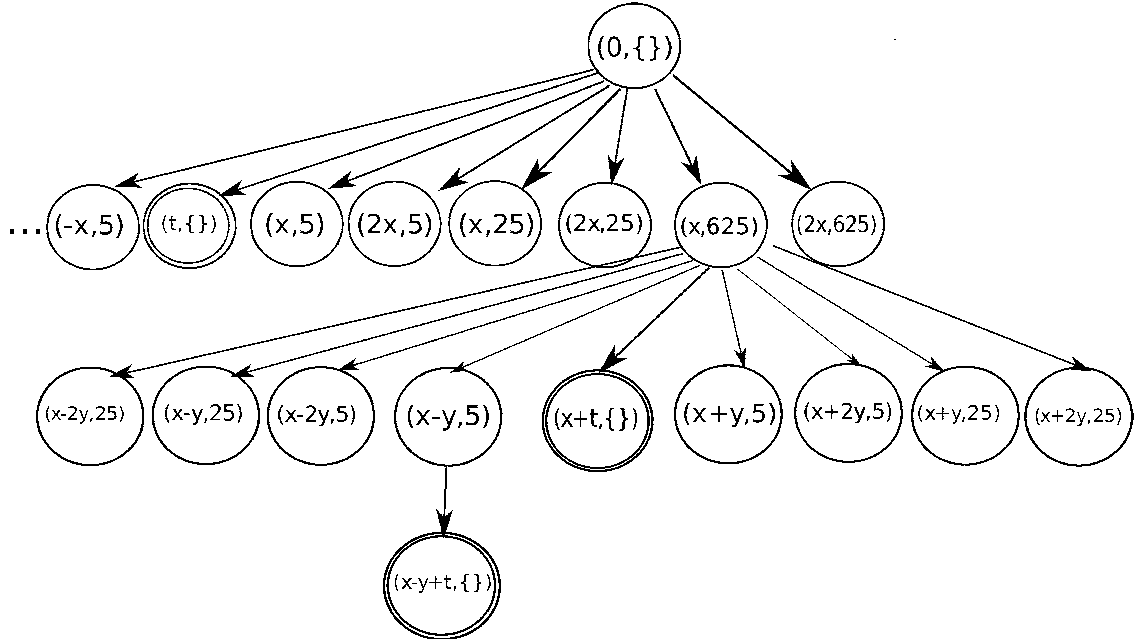 (0,{})
...(-x,5) (t,{}) (x,5) (2x,5) (x,25) (2x,25) (x,625) (2x,625)
(x-2y,25) (x-y,25) (x-2y,5) (x-y,5) (x+t,{}) (x+y,5) (x+2y,5) (x+y,25) (x+2y,25)
(x-y+t,{})